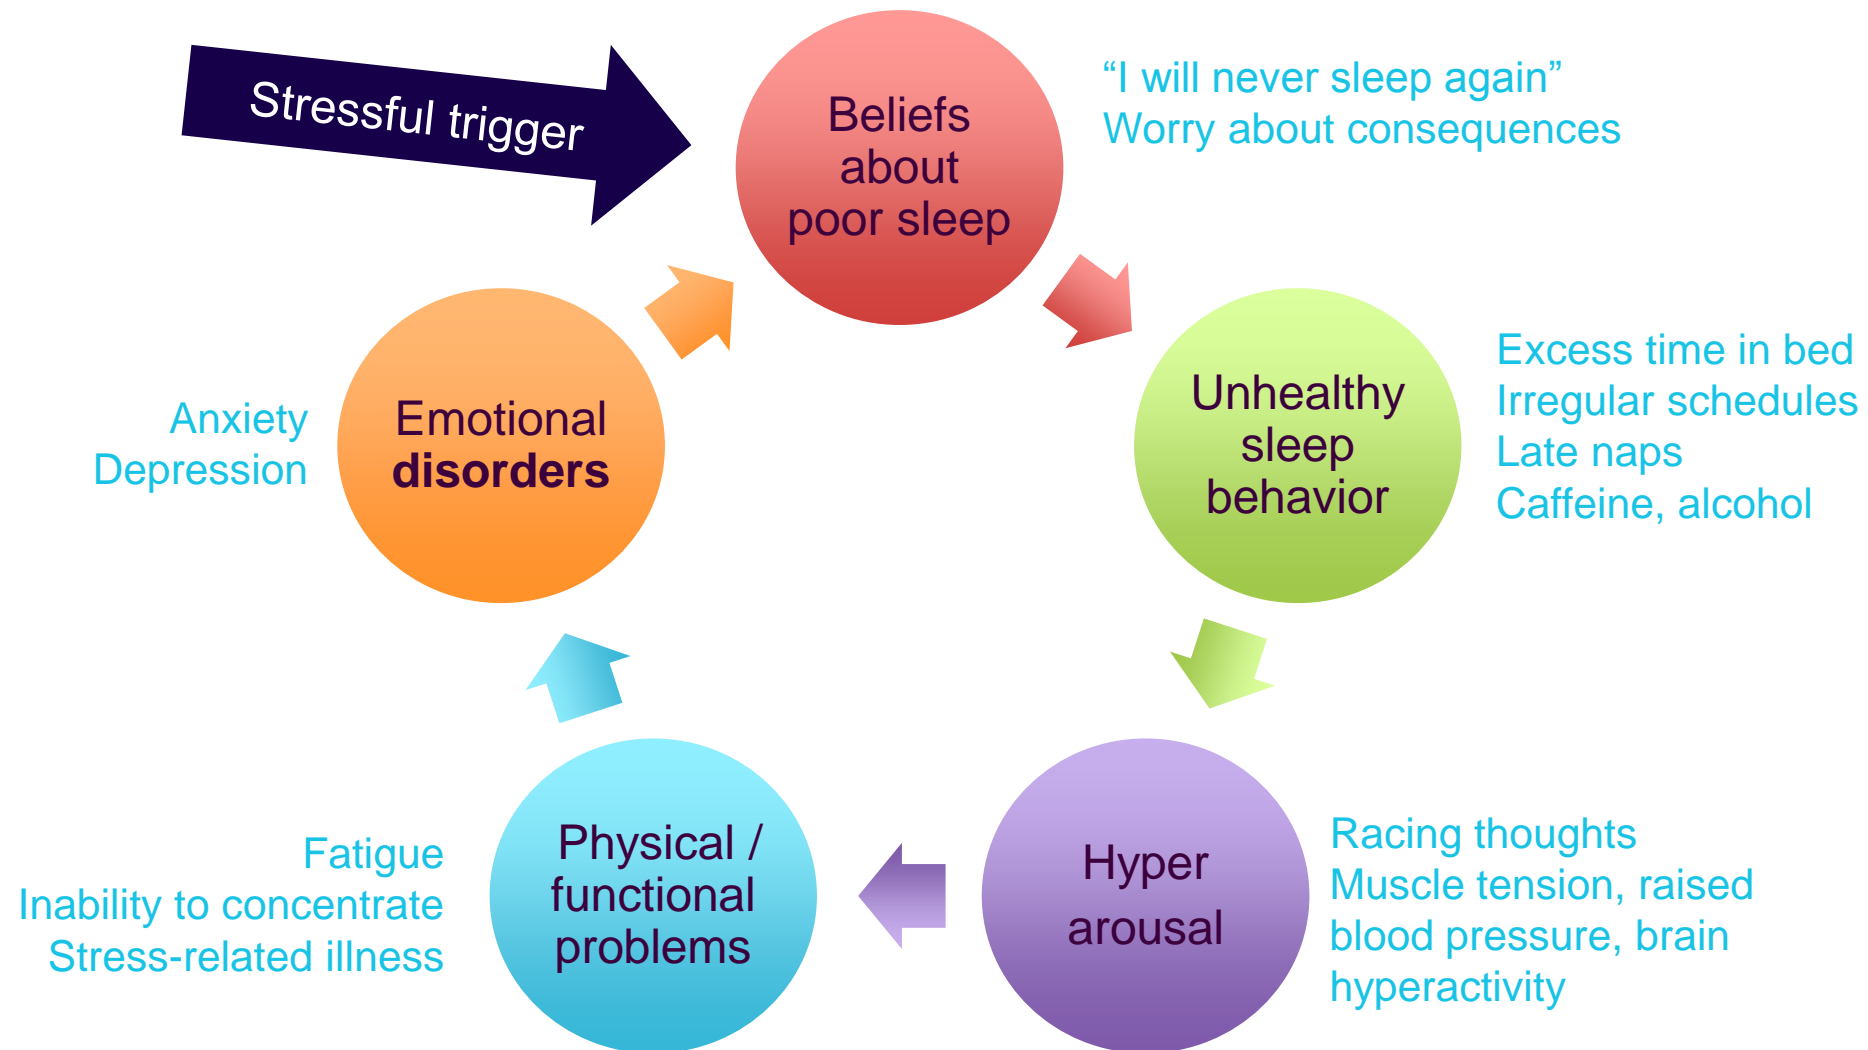 Stressful trigger
Beliefs
about
poor sleep
“I will never sleep again”
Worry about consequences
Unhealthy
sleep
behavior
Excess time in bed
Irregular schedules
Late naps
Caffeine, alcohol
Hyper
arousal
Racing thoughts
Muscle tension, raised
blood pressure, brain
hyperactivity
Physical /
functional
problems
Fatigue
Inability to concentrate
Stress-related illness
Emotional
disorders
Anxiety
Depression